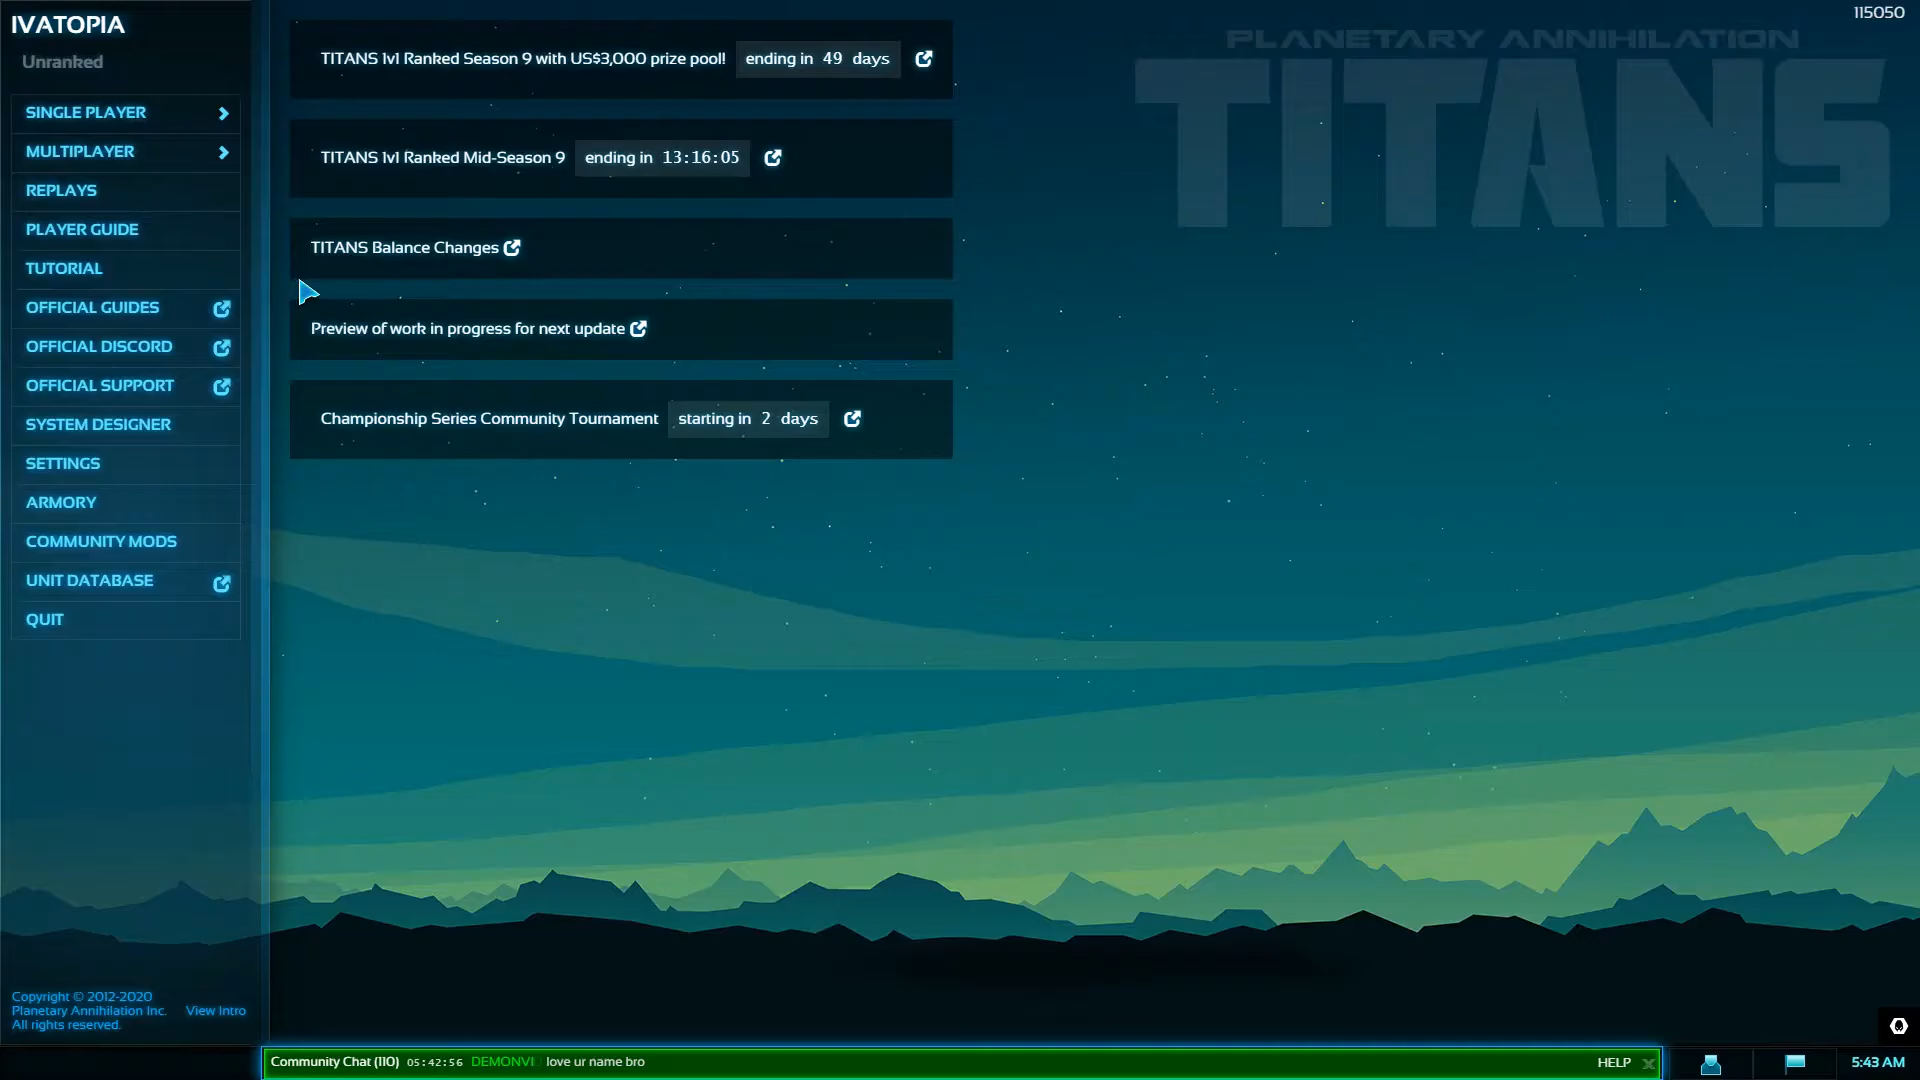 IVATOPIA
Unranked
SINGLE PLAYER
MULTIPLAYER
REPLAYS
PLAYER GUIDE
TUTORIAL
OFFICIAL GUIDES
OFFICIAL DISCORD
OFFICIAL SUPPORT
SYSTEM DESIGNER
SETTINGS
ARMORY
COMMUNITY MODS
UNIT DATABASE
QUIT
Copyright © 2012-2020
Planetary Annihilation Inc. View Intro
All rights reserved.
TITANS 1v1 Ranked Season 9 with US$3,000 prize pool! ending in 49 days
TITANS 1v1 Ranked Mid-Season 9 ending in 13:16:05
TITANS Balance Changes
Preview of work in progress for next update
Championship Series Community Tournament starting in 2 days
115050
PLANETARY ANNIHILATION
TITANS
Community Chat (110) 05:42:56 DEMONVI love ur name bro HELP
5:43 AM